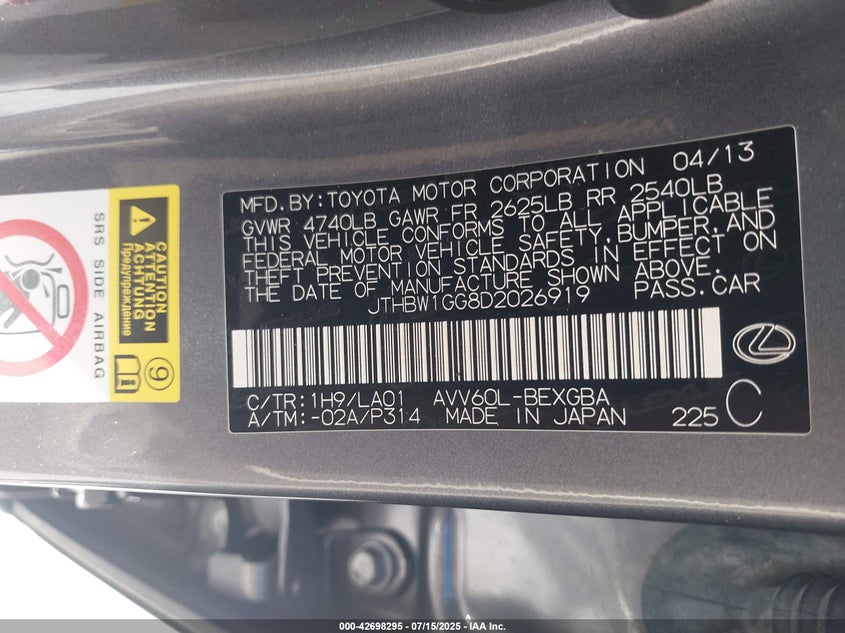 MFD. BY: TOYOTA MOTOR CORPORATION 04/13
GVWR 4740LB GAWR FR 2625LB RR 2540LB
THIS VEHICLE CONFORMS TO ALL APPLICABLE
FEDERAL MOTOR VEHICLE SAFETY, BUMPER, AND
THEFT PREVENTION STANDARDS IN EFFECT ON
THE DATE OF MANUFACTURE SHOWN ABOVE.
JTHBW1GG8D2026919 PASS.CAR
C/TR: 1H9/LA01 AVV60L-BEXGBA
A/TM: -02A/P314 MADE IN JAPAN 225 C
SRS SIDE AIRBAG
CAUTION
ATTENTION
ACHTUNG
Предупреждение
9
000-42698295 - 07/15/2025 - IAA Inc.